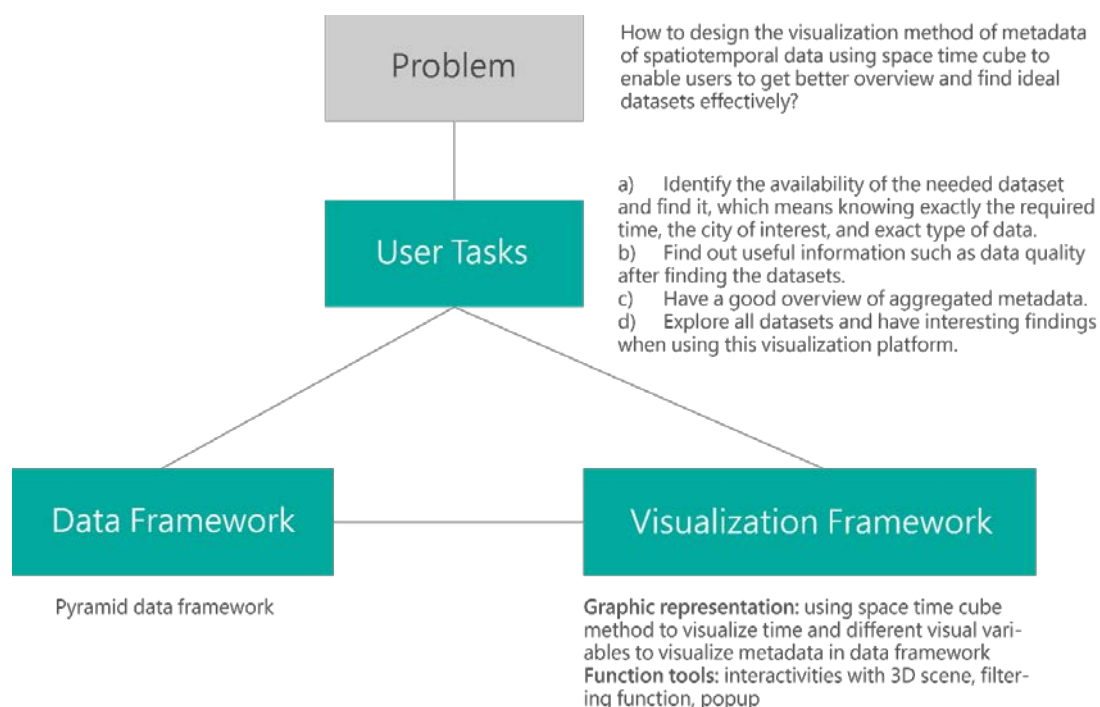 Problem
How to design the visualization method of metadata
of spatiotemporal data using space time cube to
enable users to get better overview and find ideal
datasets effectively?
User Tasks
a) Identify the availability of the needed dataset
and find it, which means knowing exactly the required
time, the city of interest, and exact type of data.
b) Find out useful information such as data quality
after finding the datasets.
c) Have a good overview of aggregated metadata.
d) Explore all datasets and have interesting findings
when using this visualization platform.
Data Framework
Pyramid data framework
Visualization Framework
Graphic representation: using space time cube
method to visualize time and different visual vari-
ables to visualize metadata in data framework
Function tools: interactivities with 3D scene, filter-
ing function, popup